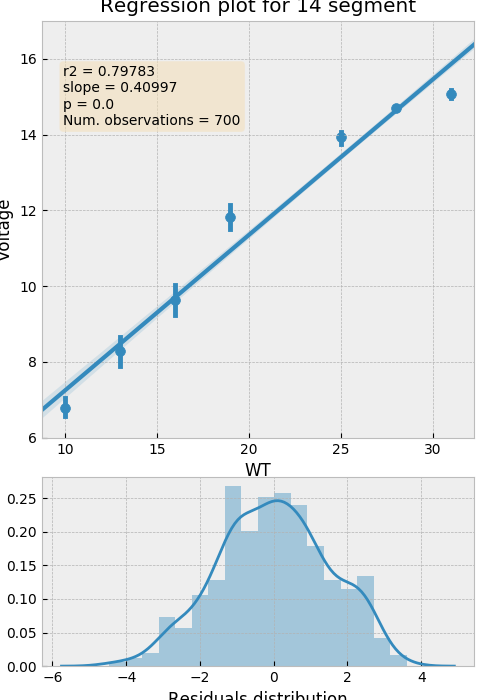 Regression plot for 14 segment
16
r2 = 0.79783
slope = 0.40997
p = 0.0
Num. observations = 700
14
12
10
8
6
Voltage
10 15 20 25 30
WT
0.25
0.20
0.15
0.10
0.05
0.00
−6 −4 −2 0 2 4
Residuals distribution